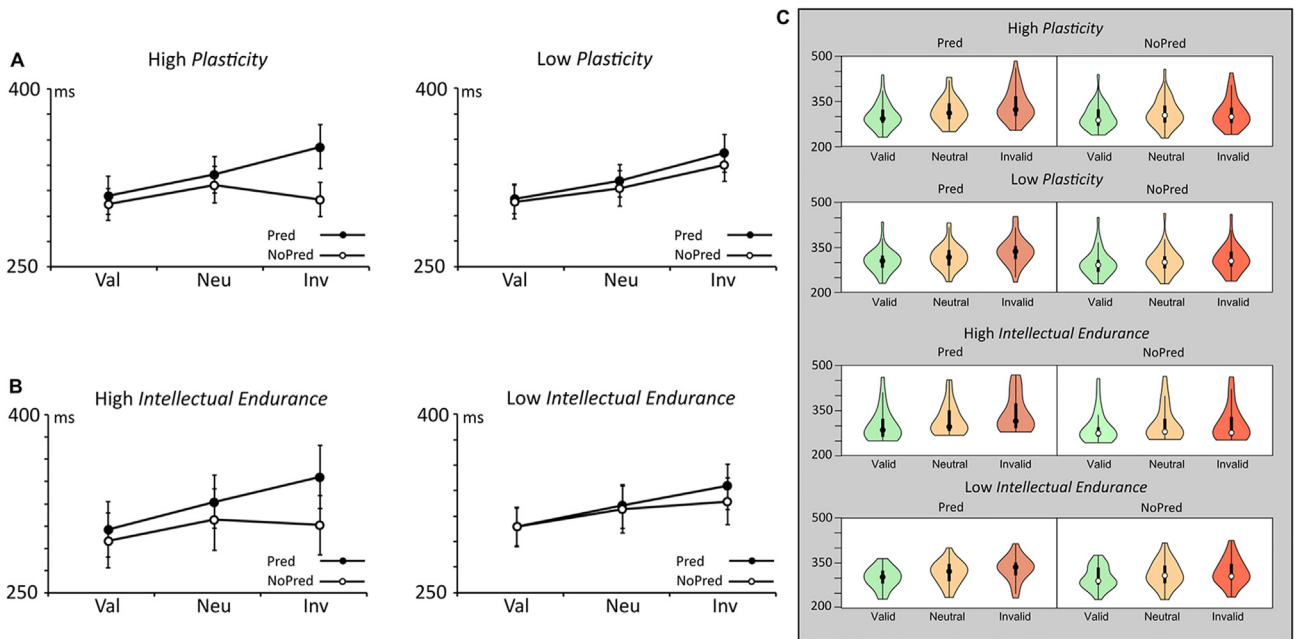 A
High Plasticity
400 ms
Pred
NoPred
250
Val Neu Inv
Low Plasticity
400 ms
Pred
NoPred
250
Val Neu Inv
B
High Intellectual Endurance
400 ms
Pred
NoPred
250
Val Neu Inv
Low Intellectual Endurance
400 ms
Pred
NoPred
250
Val Neu Inv
C
High Plasticity
Pred NoPred
500
350
200
Valid Neutral Invalid Valid Neutral Invalid
Low Plasticity
Pred NoPred
500
350
200
Valid Neutral Invalid Valid Neutral Invalid
High Intellectual Endurance
Pred NoPred
500
350
200
Valid Neutral Invalid Valid Neutral Invalid
Low Intellectual Endurance
Pred NoPred
500
350
200
Valid Neutral Invalid Valid Neutral Invalid